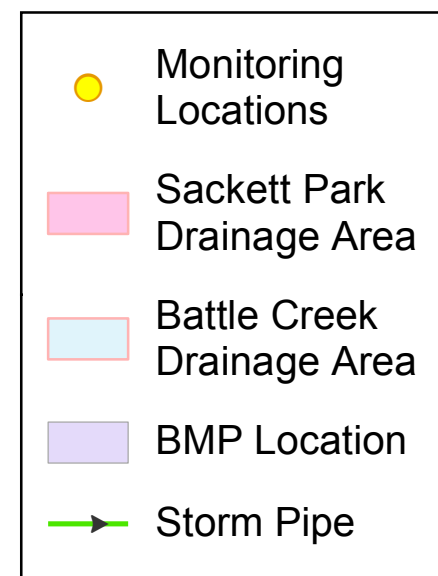 Monitoring
Locations
Sackett Park
Drainage Area
Battle Creek
Drainage Area
BMP Location
Storm Pipe